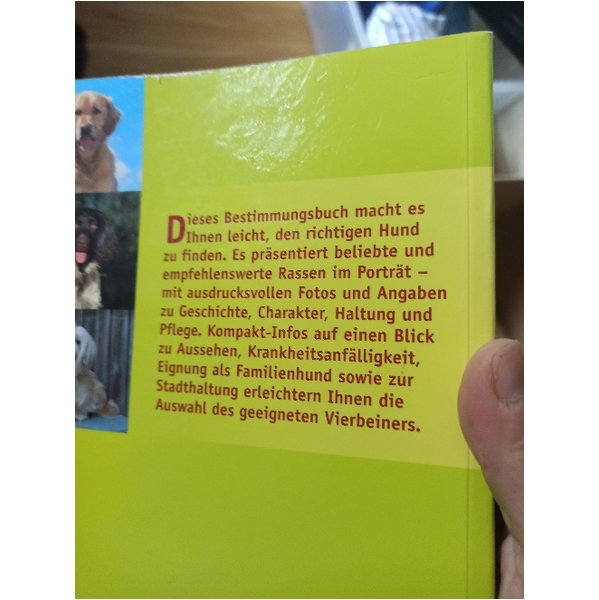 Dieses Bestimmungsbuch macht es
Ihnen leicht, den richtigen Hund
zu finden. Es präsentiert beliebte und
empfehlenswerte Rassen im Porträt –
mit ausdrucksvollen Fotos und Angaben
zu Geschichte, Charakter, Haltung und
Pflege. Kompakt-Infos auf einen Blick
zu Aussehen, Krankheitsanfälligkeit,
Eignung als Familienhund sowie zur
Stadthaltung erleichtern Ihnen die
Auswahl des geeigneten Vierbeiners.